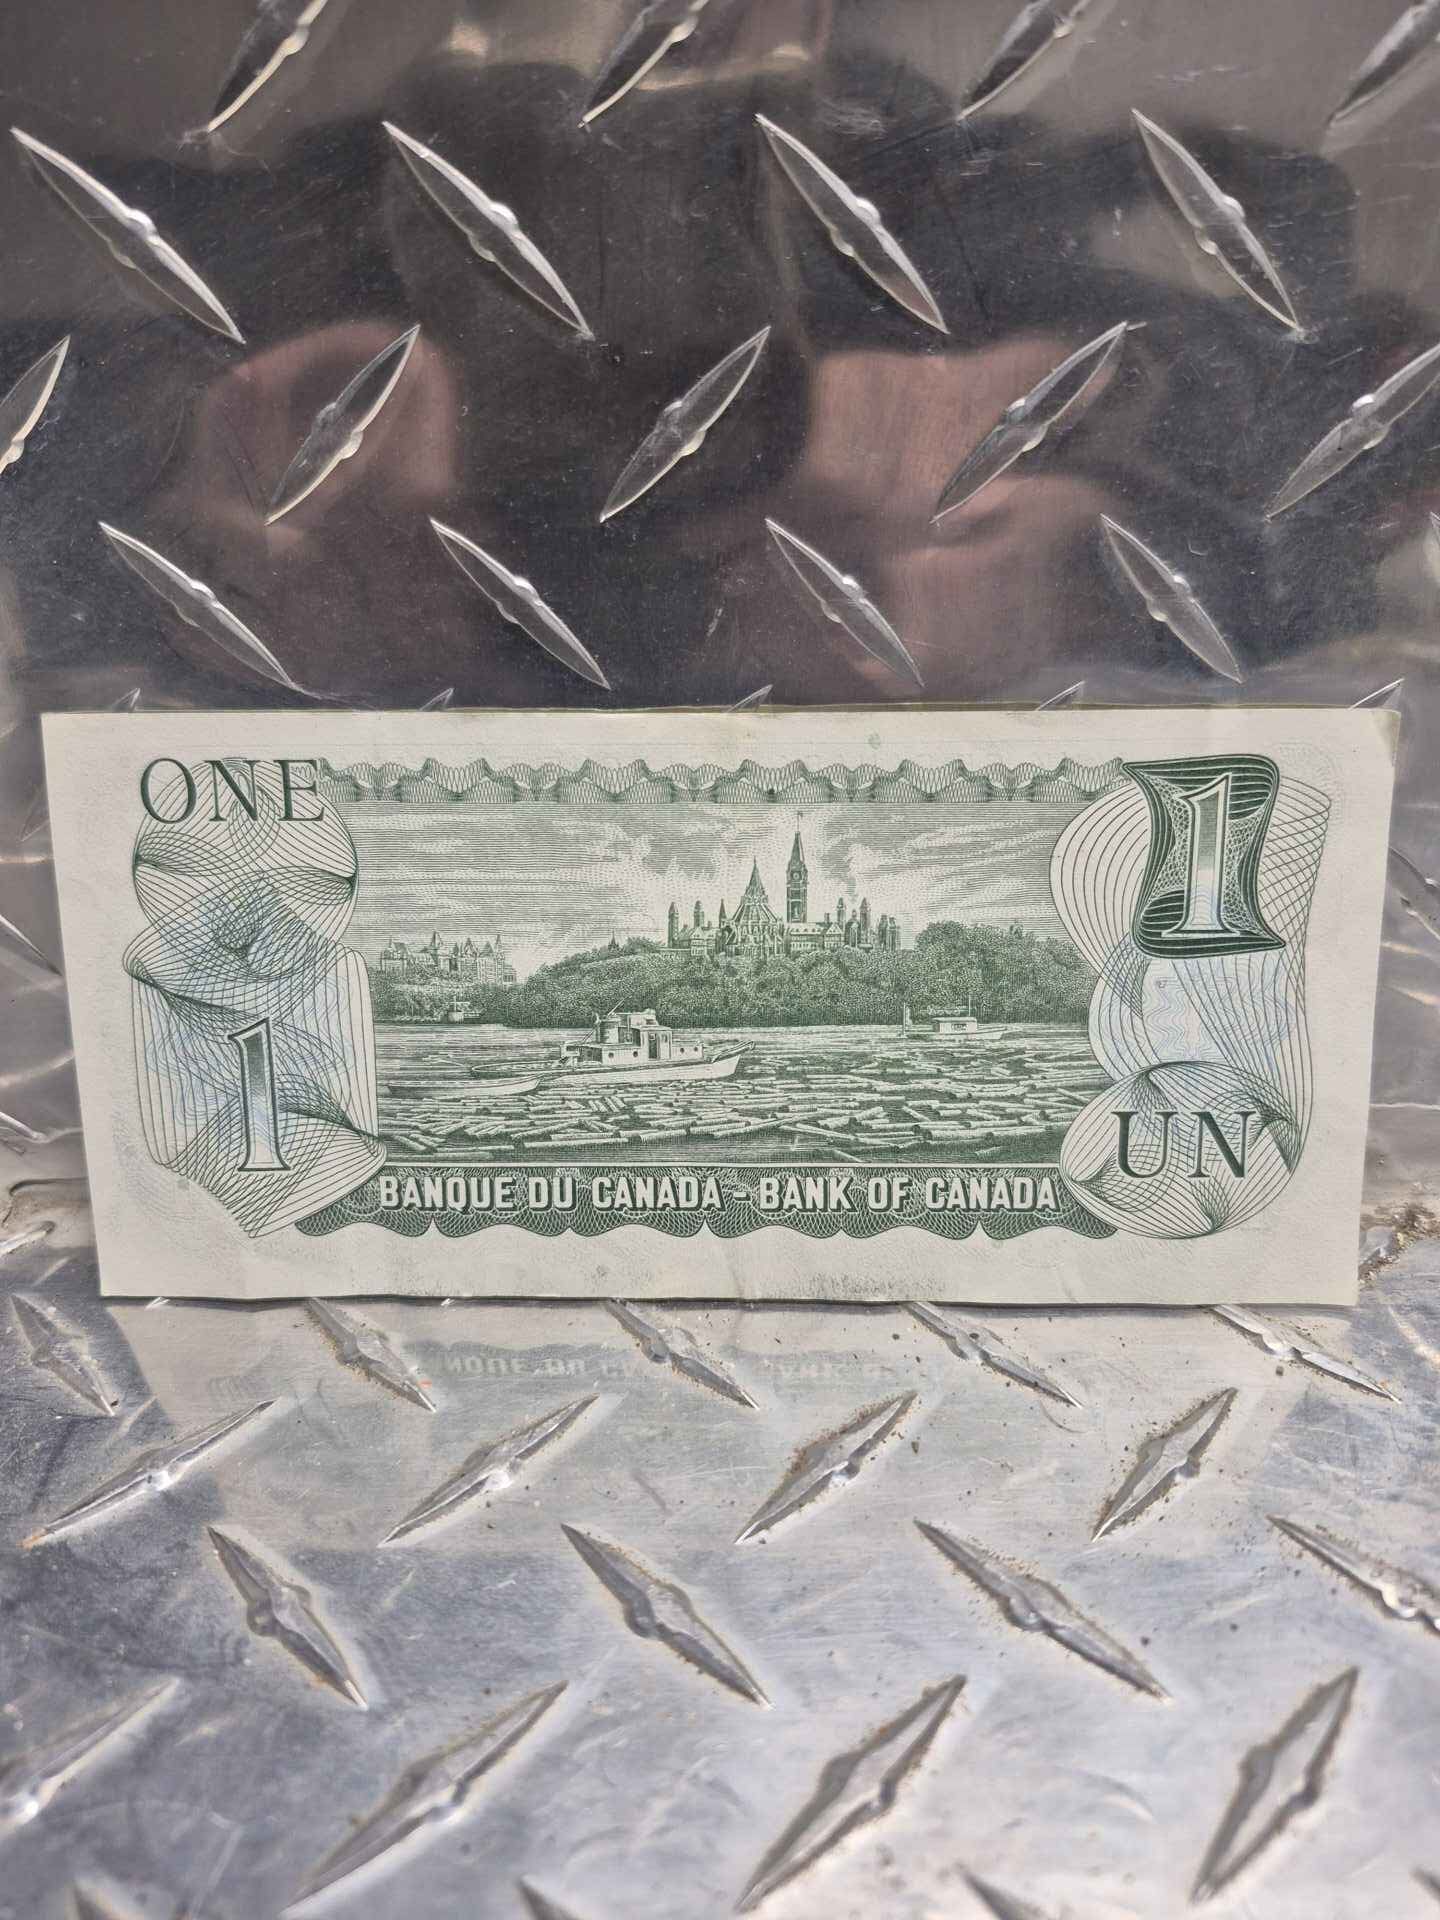 ONE
1
1
UN
BANQUE DU CANADA - BANK OF CANADA